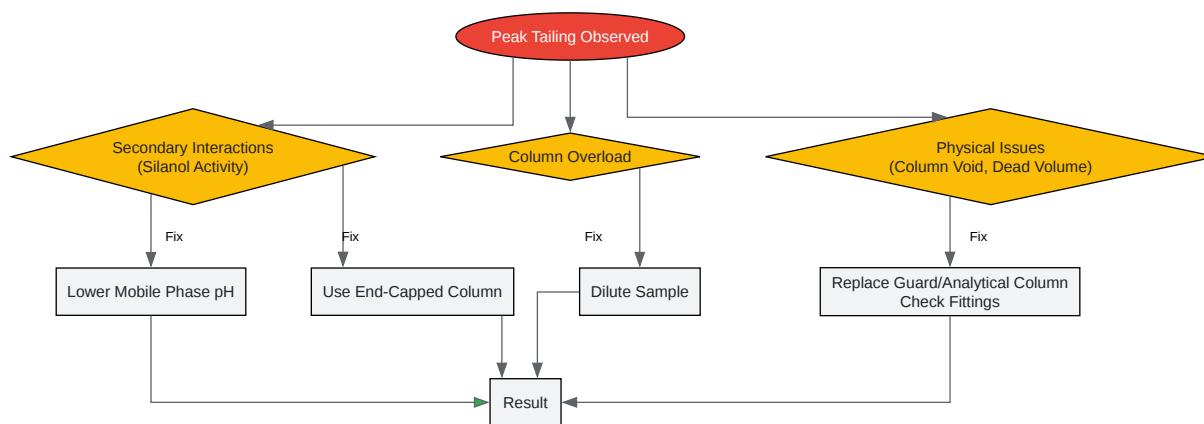 Peak Tailing Observed
Secondary Interactions
(Silanol Activity)
Column Overload
Physical Issues
(Column Void, Dead Volume)
Fix
Fix
Fix
Fix
Lower Mobile Phase pH
Use End-Capped Column
Dilute Sample
Replace Guard/Analytical Column
Check Fittings
Result